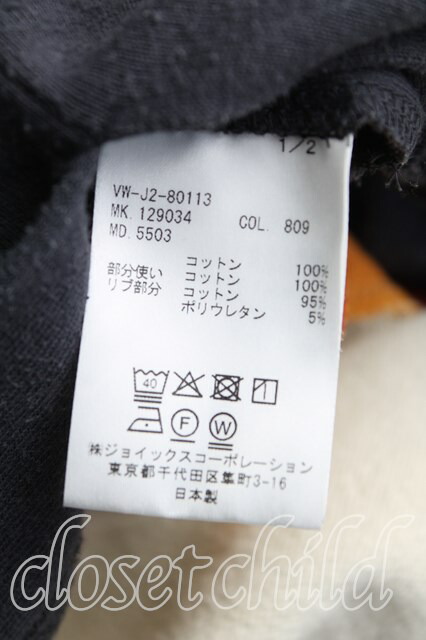 1/2
VW-J2-80113
MK. 129034 COL. 809
MD. 5503
コットン 100%
部分使い コットン 100%
リブ部分 コットン 95%
ポリウレタン 5%
40
F W
株ジョイックスコーポレーション
東京都千代田区隼町3-16
日本製
closet child